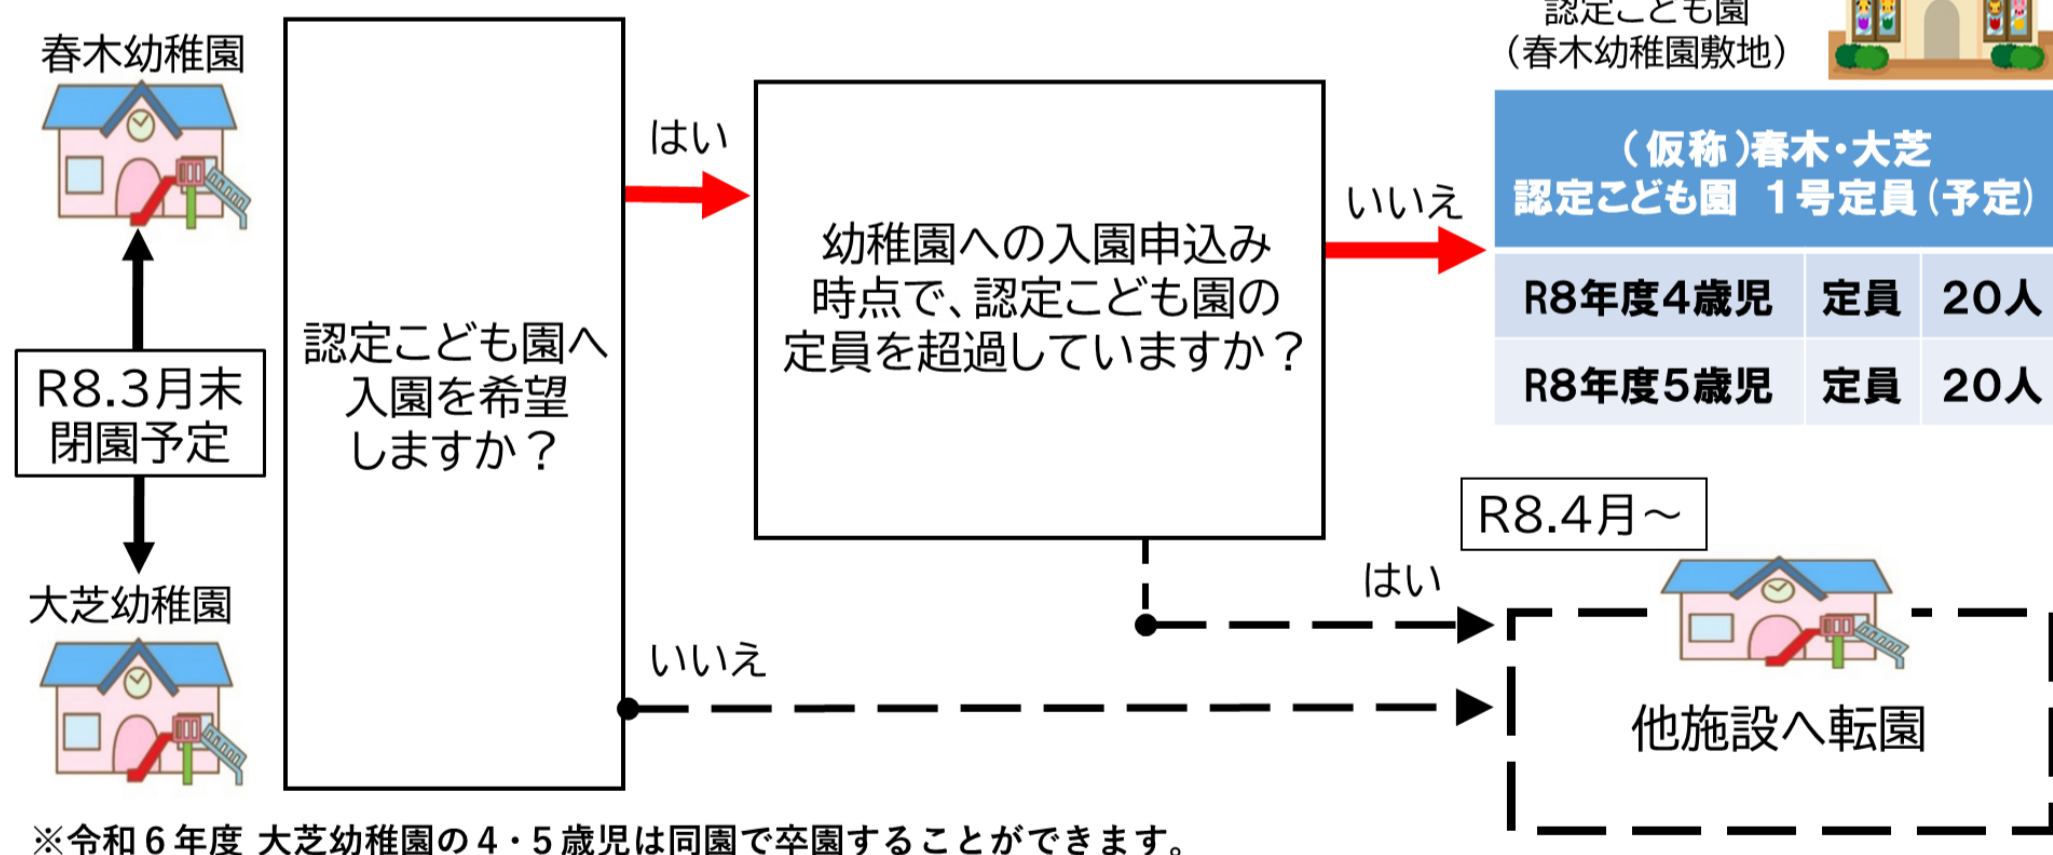 春木幼稚園
R8.3月末
閉園予定
大芝幼稚園
認定こども園へ
入園を希望
しますか？
はい
いいえ
幼稚園への入園申込み
時点で、認定こども園の
定員を超過していますか？
いいえ
はい
認定こども園
（春木幼稚園敷地）
（仮称）春木・大芝
認定こども園　1号定員（予定）
R8年度4歳児 定員 20人
R8年度5歳児 定員 20人
R8.4月～
他施設へ転園
※令和６年度 大芝幼稚園の４・５歳児は同園で卒園することができます。